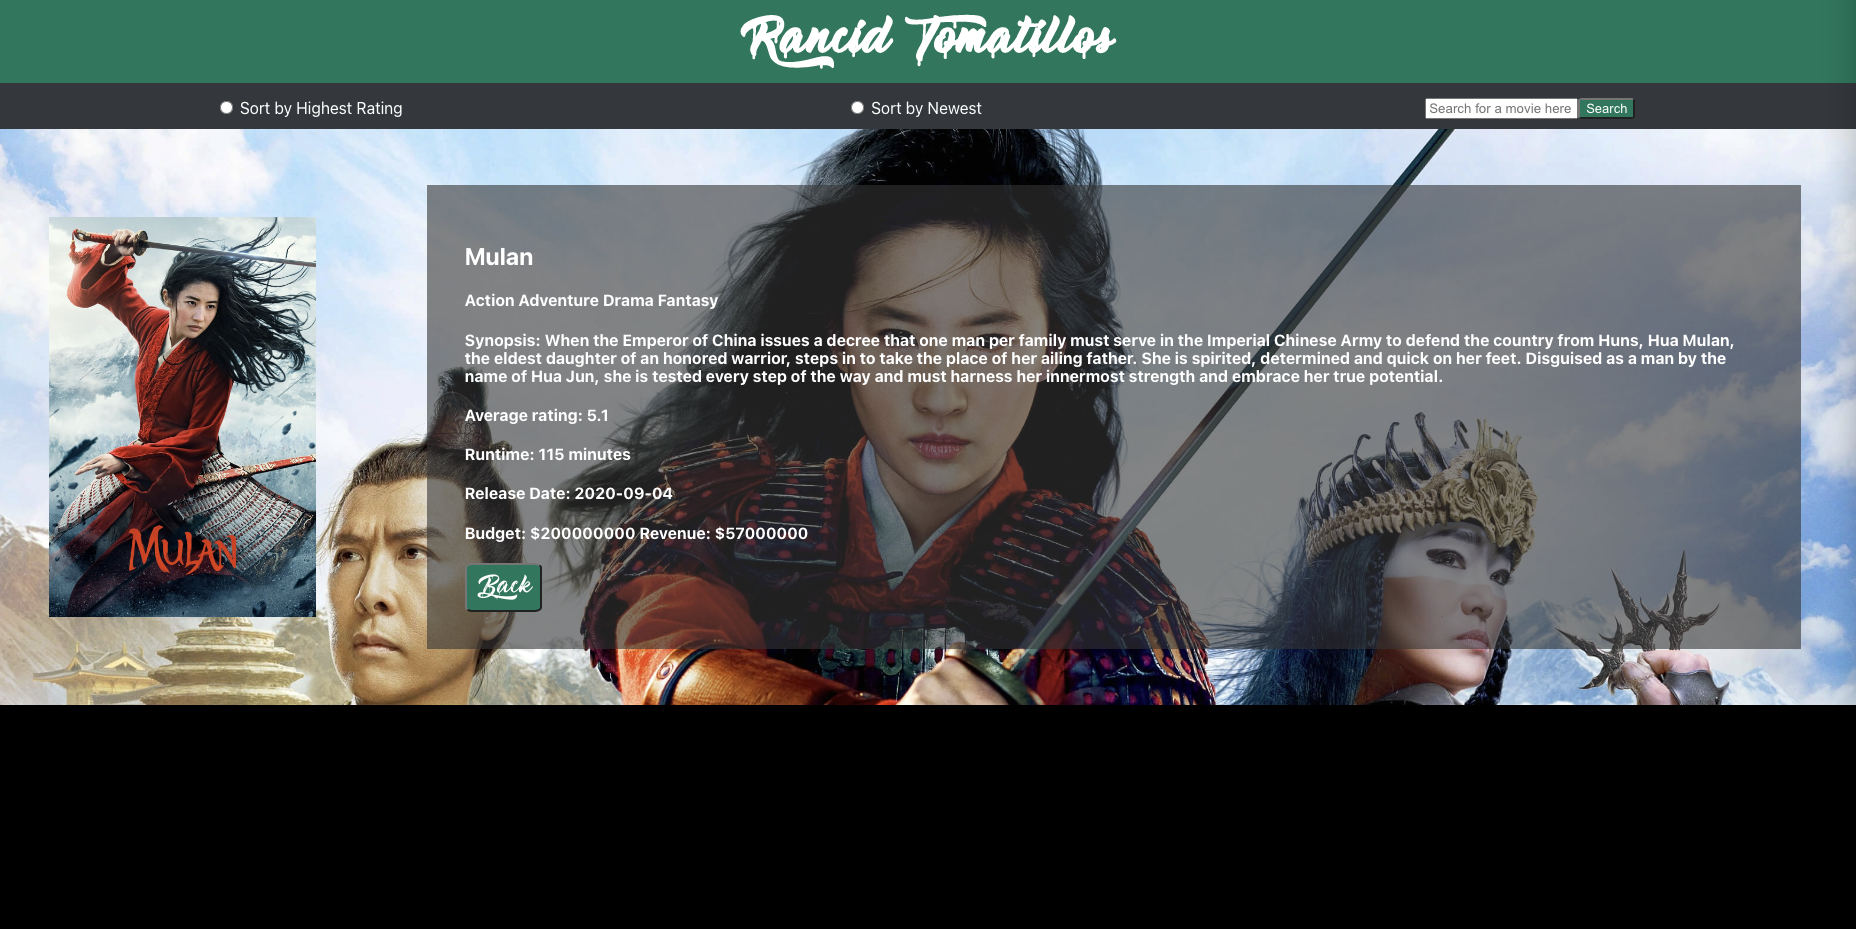 Rancid Tomatillos
Sort by Highest Rating
Sort by Newest
Search for a movie here
Search
MULAN
Mulan
Action Adventure Drama Fantasy
Synopsis: When the Emperor of China issues a decree that one man per family must serve in the Imperial Chinese Army to defend the country from Huns, Hua Mulan,
the eldest daughter of an honored warrior, steps in to take the place of her ailing father. She is spirited, determined and quick on her feet. Disguised as a man by the
name of Hua Jun, she is tested every step of the way and must harness her innermost strength and embrace her true potential.
Average rating: 5.1
Runtime: 115 minutes
Release Date: 2020-09-04
Budget: $200000000 Revenue: $57000000
Back